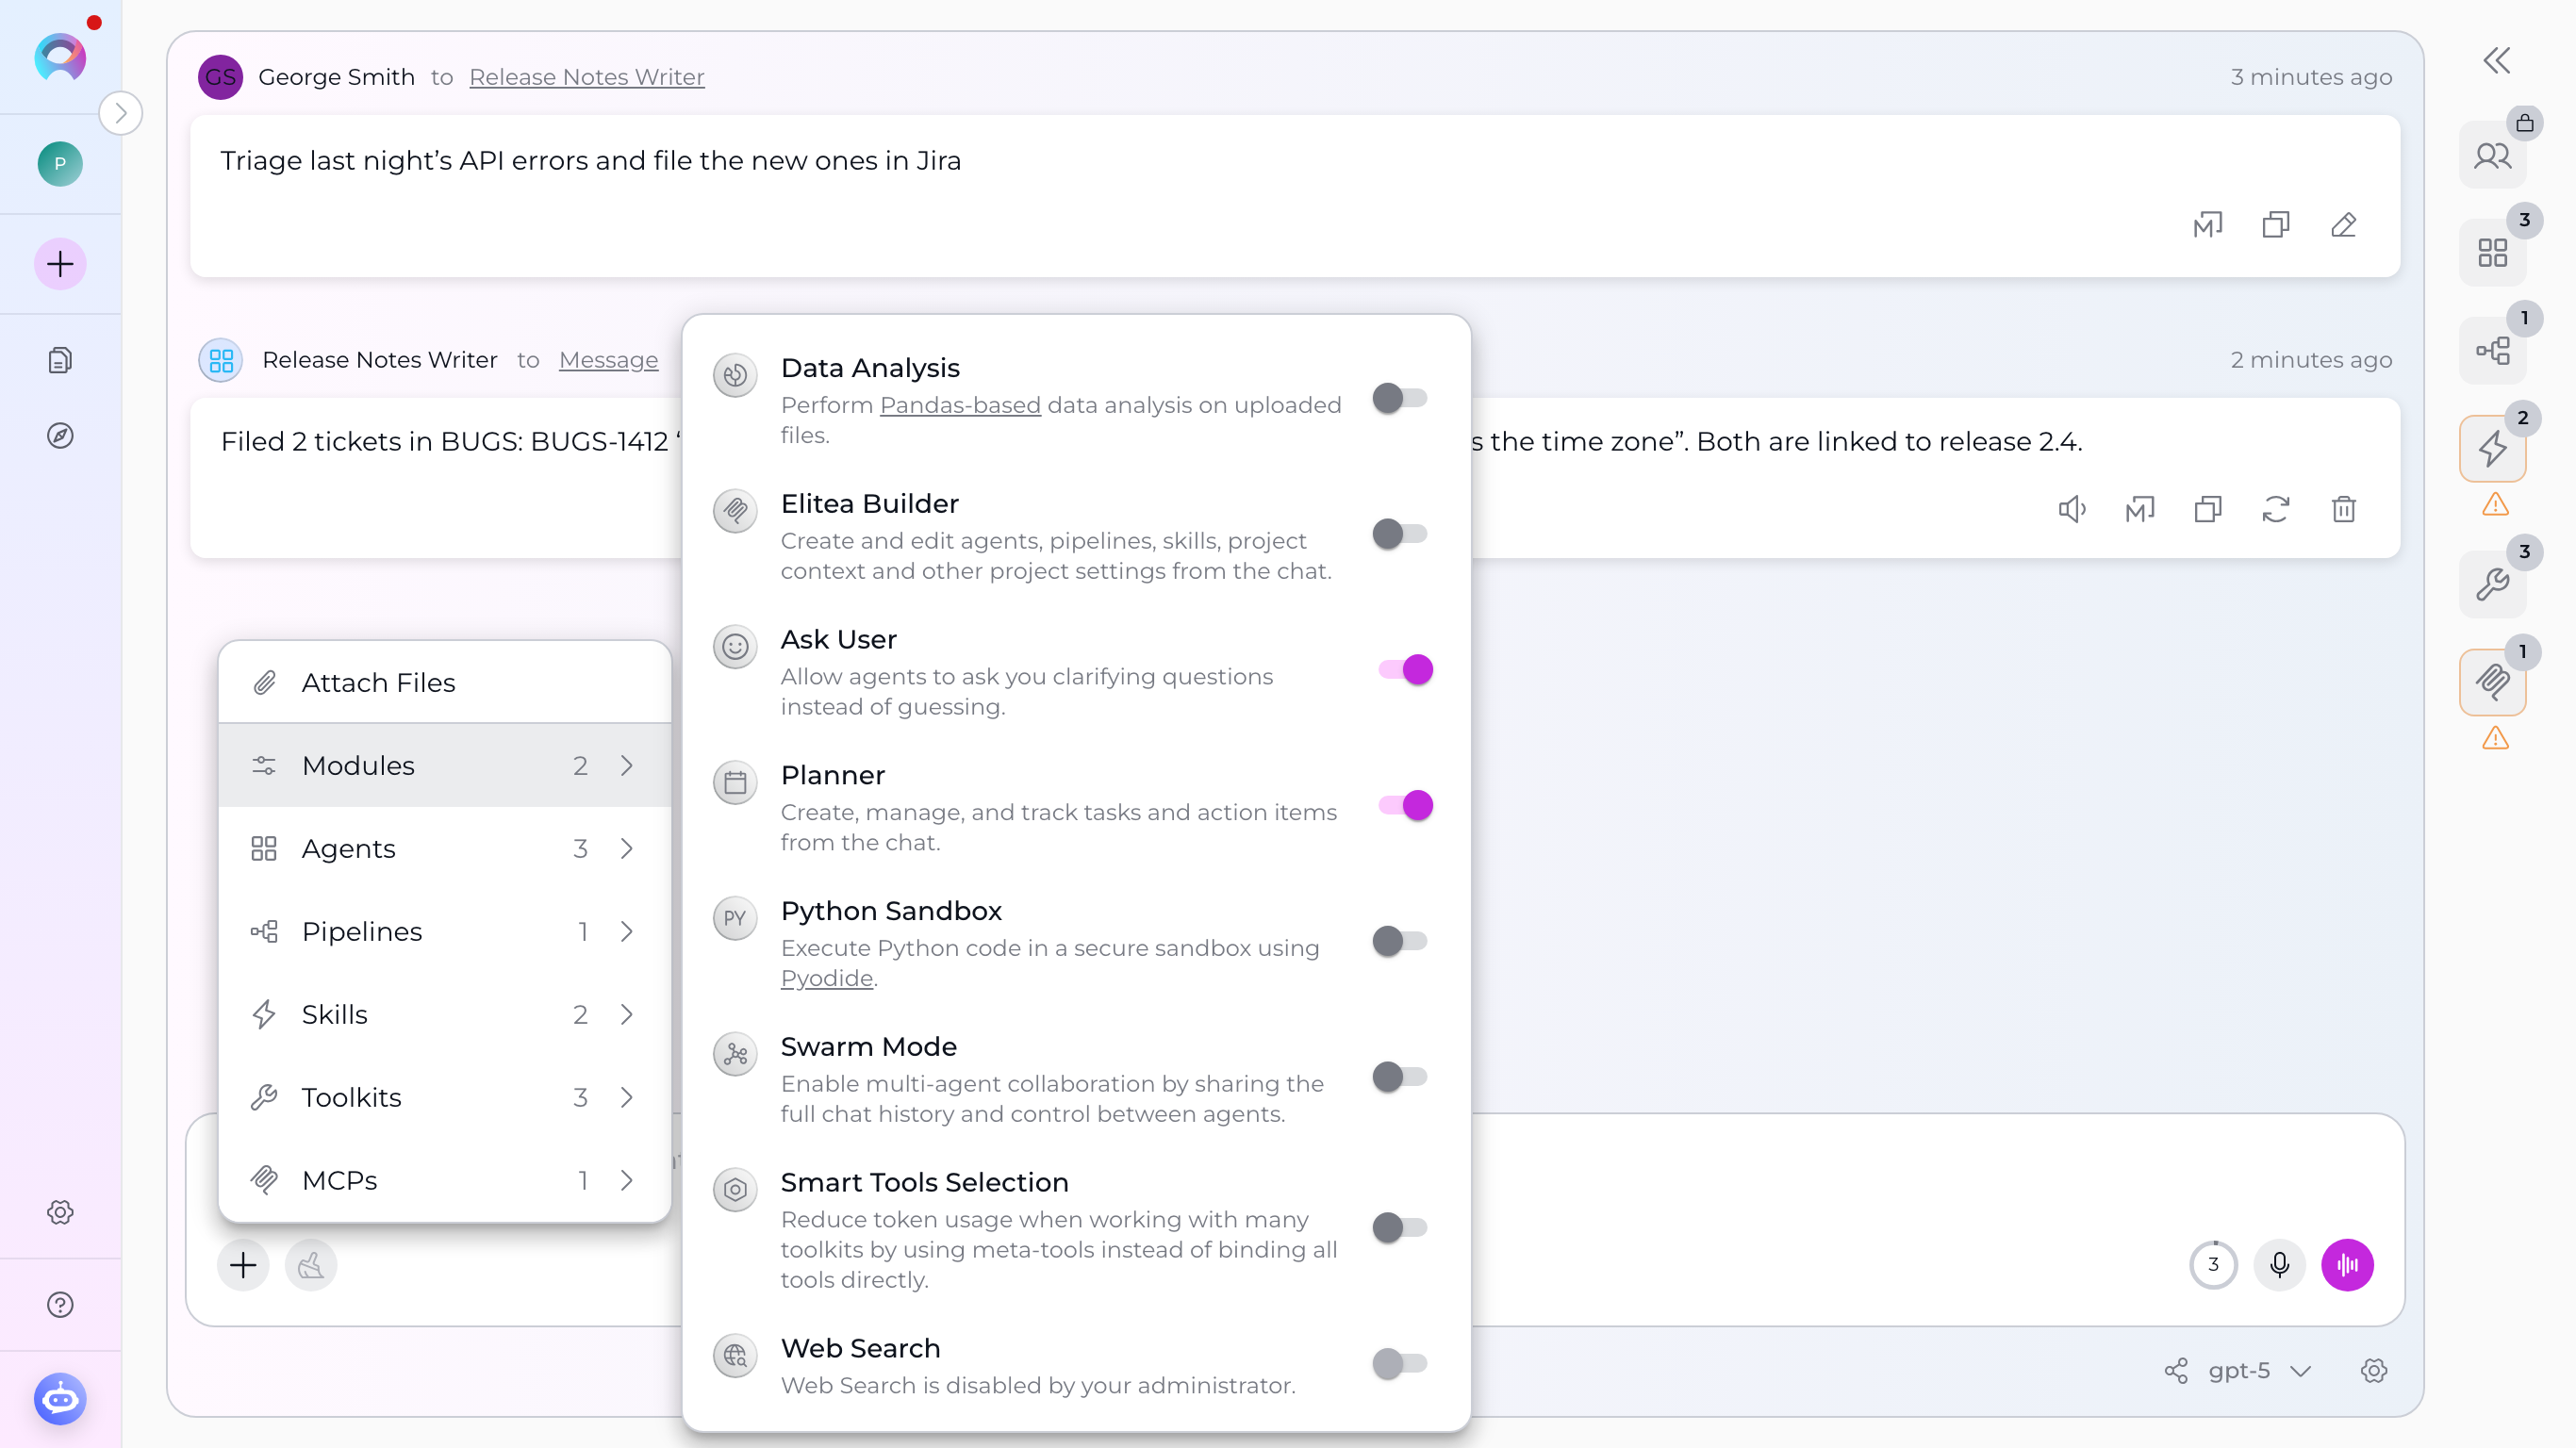 GS George Smith to Release Notes Writer 3 minutes ago
P
Triage last night’s API errors and file the new ones in Jira
Release Notes Writer to Message 2 minutes ago
Filed 2 tickets in BUGS: BUGS-1412 “
s the time zone”. Both are linked to release 2.4.
3
1
2
3
1
Attach Files
Modules 2
Agents 3
Pipelines 1
Skills 2
Toolkits 3
MCPs 1
Data Analysis
Perform Pandas-based data analysis on uploaded
files.
Elitea Builder
Create and edit agents, pipelines, skills, project
context and other project settings from the chat.
Ask User
Allow agents to ask you clarifying questions
instead of guessing.
Planner
Create, manage, and track tasks and action items
from the chat.
PY
Python Sandbox
Execute Python code in a secure sandbox using
Pyodide.
Swarm Mode
Enable multi-agent collaboration by sharing the
full chat history and control between agents.
Smart Tools Selection
Reduce token usage when working with many
toolkits by using meta-tools instead of binding all
tools directly.
Web Search
Web Search is disabled by your administrator.
3
gpt-5